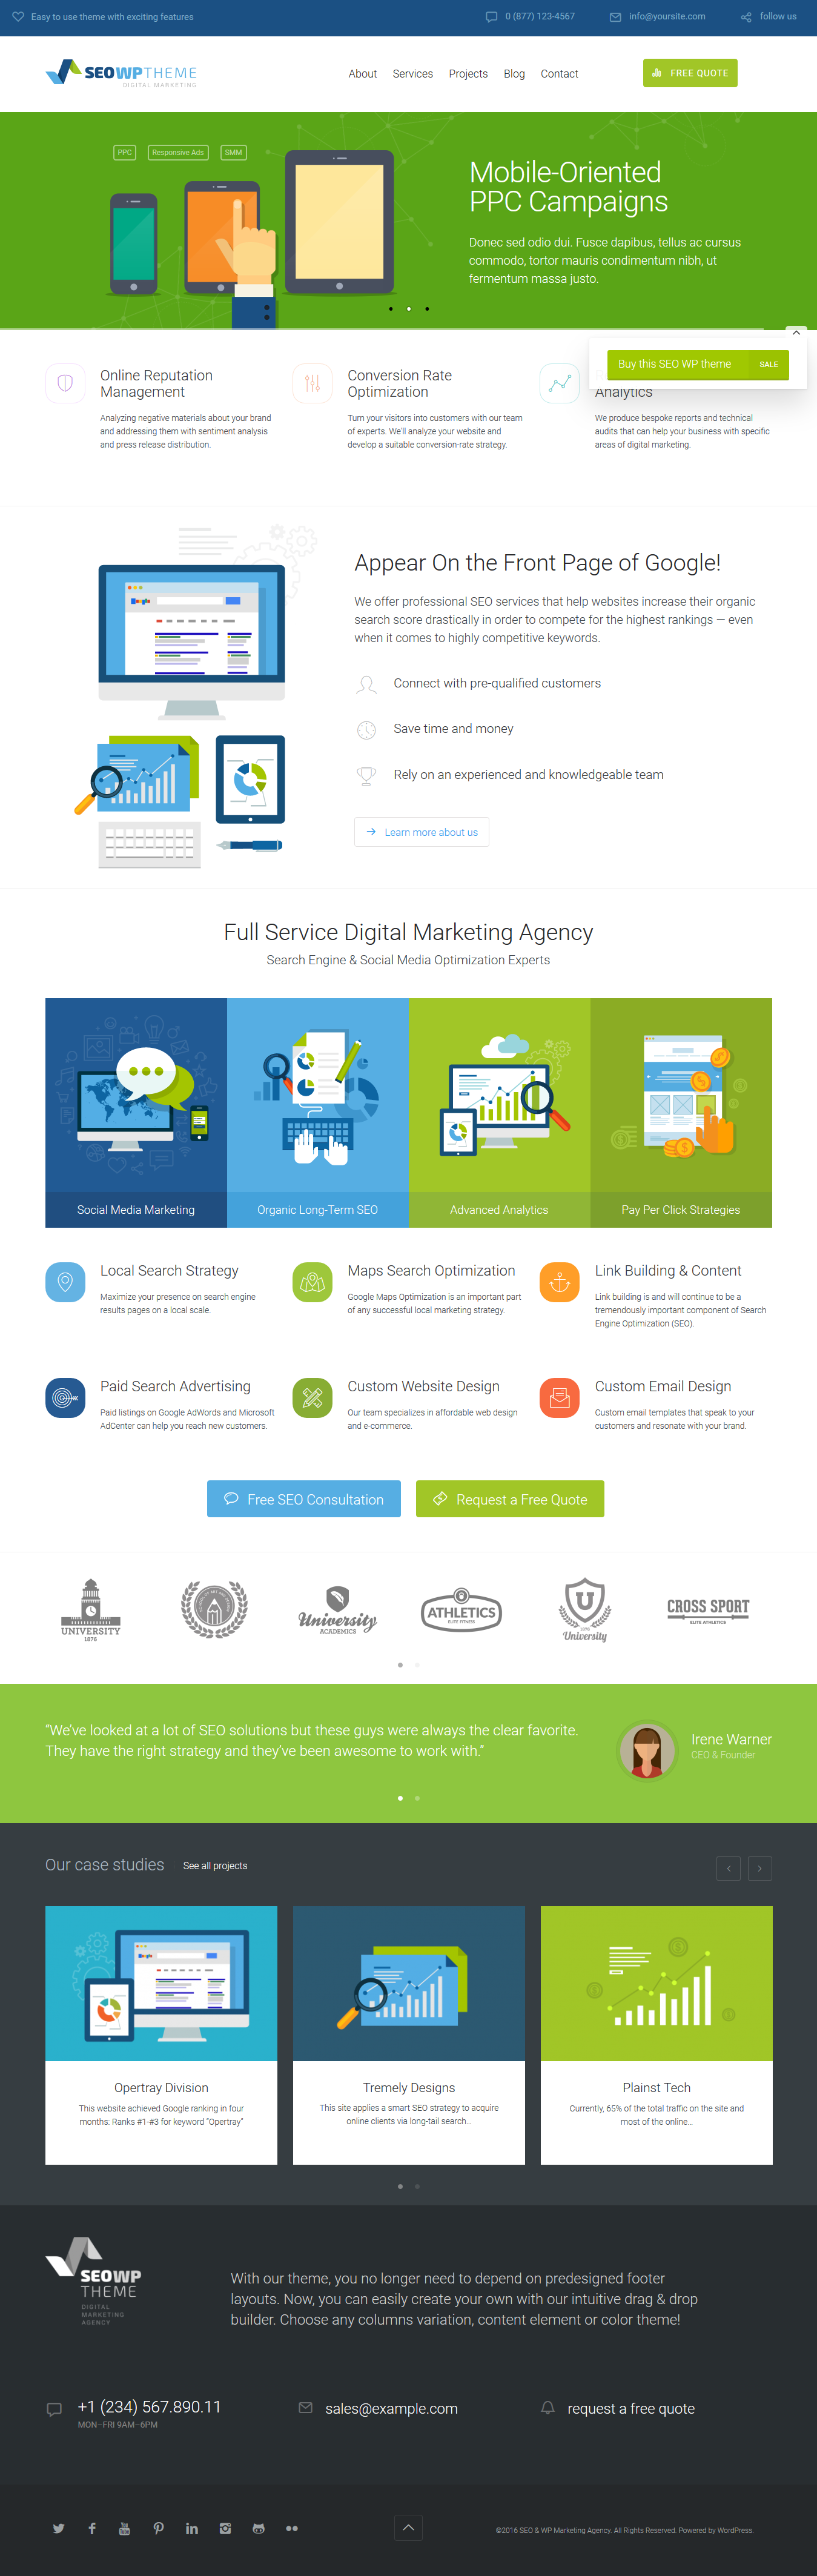 Easy to use theme with exciting features
0 (877) 123-4567
info@yoursite.com
follow us
SEOWPTHEME
DIGITAL MARKETING
About
Services
Projects
Blog
Contact
FREE QUOTE
PPC
Responsive Ads
SMM
Mobile-Oriented
PPC Campaigns
Donec sed odio dui. Fusce dapibus, tellus ac cursus
commodo, tortor mauris condimentum nibh, ut
fermentum massa justo.
Buy this SEO WP theme
SALE
Online Reputation
Management
Analyzing negative materials about your brand
and addressing them with sentiment analysis
and press release distribution.
Conversion Rate
Optimization
Turn your visitors into customers with our team
of experts. We'll analyze your website and
develop a suitable conversion-rate strategy.
Analytics
We produce bespoke reports and technical
audits that can help your business with specific
areas of digital marketing.
Google
Appear On the Front Page of Google!
We offer professional SEO services that help websites increase their organic
search score drastically in order to compete for the highest rankings — even
when it comes to highly competitive keywords.
Connect with pre-qualified customers
Save time and money
Rely on an experienced and knowledgeable team
Learn more about us
Full Service Digital Marketing Agency
Search Engine & Social Media Optimization Experts
Social Media Marketing
Organic Long-Term SEO
Advanced Analytics
Pay Per Click Strategies
Local Search Strategy
Maximize your presence on search engine
results pages on a local scale.
Maps Search Optimization
Google Maps Optimization is an important part
of any successful local marketing strategy.
Link Building & Content
Link building is and will continue to be a
tremendously important component of Search
Engine Optimization (SEO).
Paid Search Advertising
Paid listings on Google AdWords and Microsoft
AdCenter can help you reach new customers.
Custom Website Design
Our team specializes in affordable web design
and e-commerce.
Custom Email Design
Custom email templates that speak to your
customers and resonate with your brand.
Free SEO Consultation
Request a Free Quote
UNIVERSITY
1876
University
ACADEMICS
ATHLETICS
ELITE FITNESS
U
1876
University
CROSS SPORT
ELITE ATHLETICS
“We’ve looked at a lot of SEO solutions but these guys were always the clear favorite.
They have the right strategy and they’ve been awesome to work with.”
Irene Warner
CEO & Founder
Our case studies
See all projects
Google
Opertray Division
This website achieved Google ranking in four
months: Ranks #1-#3 for keyword “Opertray”
Tremely Designs
This site applies a smart SEO strategy to acquire
online clients via long-tail search...
Plainst Tech
Currently, 65% of the total traffic on the site and
most of the online...
SEOWP
THEME
DIGITAL
MARKETING
AGENCY
With our theme, you no longer need to depend on predesigned footer
layouts. Now, you can easily create your own with our intuitive drag & drop
builder. Choose any columns variation, content element or color theme!
+1 (234) 567.890.11
MON–FRI 9AM–6PM
sales@example.com
request a free quote
©2016 SEO & WP Marketing Agency. All Rights Reserved. Powered by WordPress.